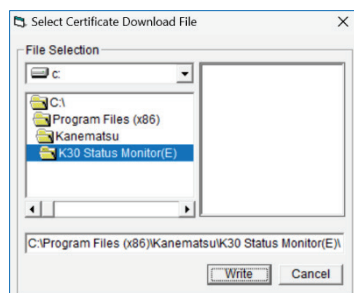 Select Certificate Download File
File Selection
c:
C:\
Program Files (x86)
Kanematsu
K30 Status Monitor(E)
C:\Program Files (x86)\Kanematsu\K30 Status Monitor(E)\
Write Cancel